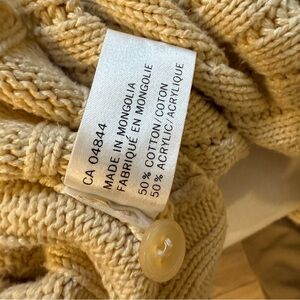 CA 04844
MADE IN MONGOLIA
FABRIQUÉ EN MONGOLIE
50% COTTON/COTON
50% ACRYLIC/ACRYLIQUE